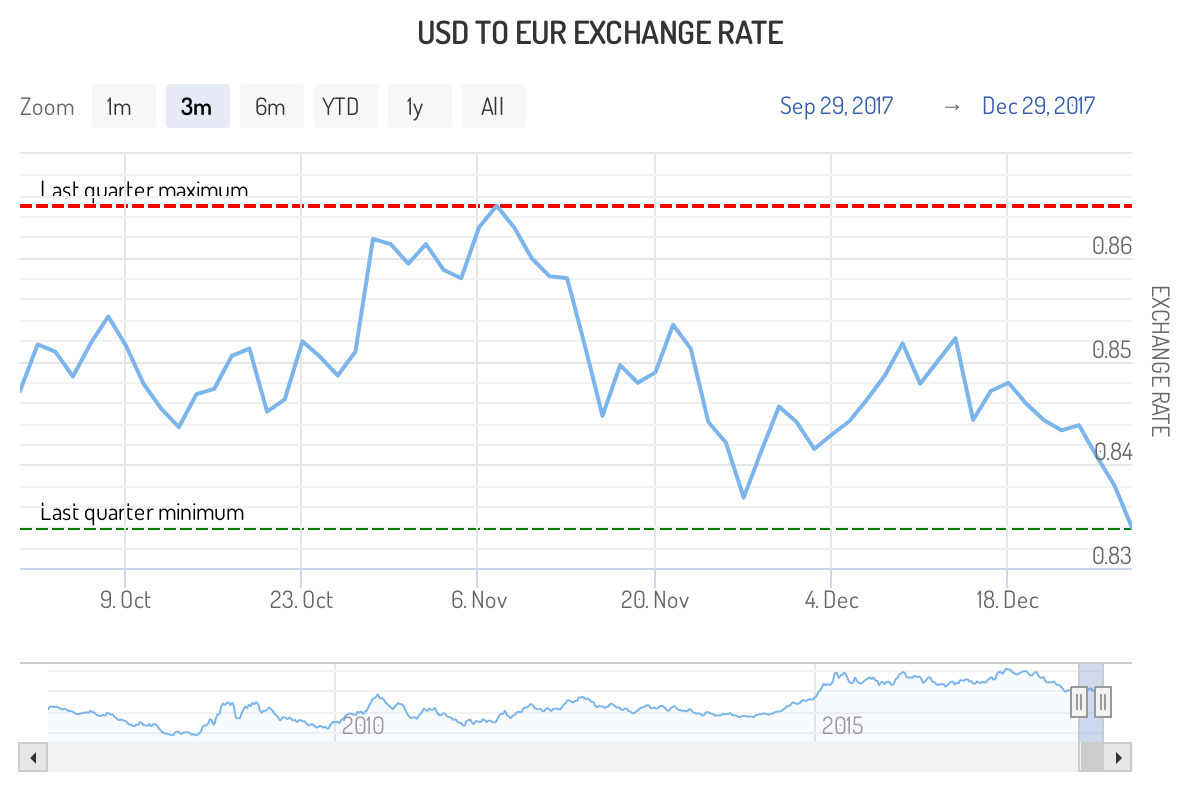 USD TO EUR EXCHANGE RATE
Zoom 1m 3m 6m YTD 1y All Sep 29, 2017 → Dec 29, 2017
Last quarter maximum
0.86
0.85
0.84
Last quarter minimum
0.83
EXCHANGE RATE
9. Oct 23. Oct 6. Nov 20. Nov 4. Dec 18. Dec
2010 2015